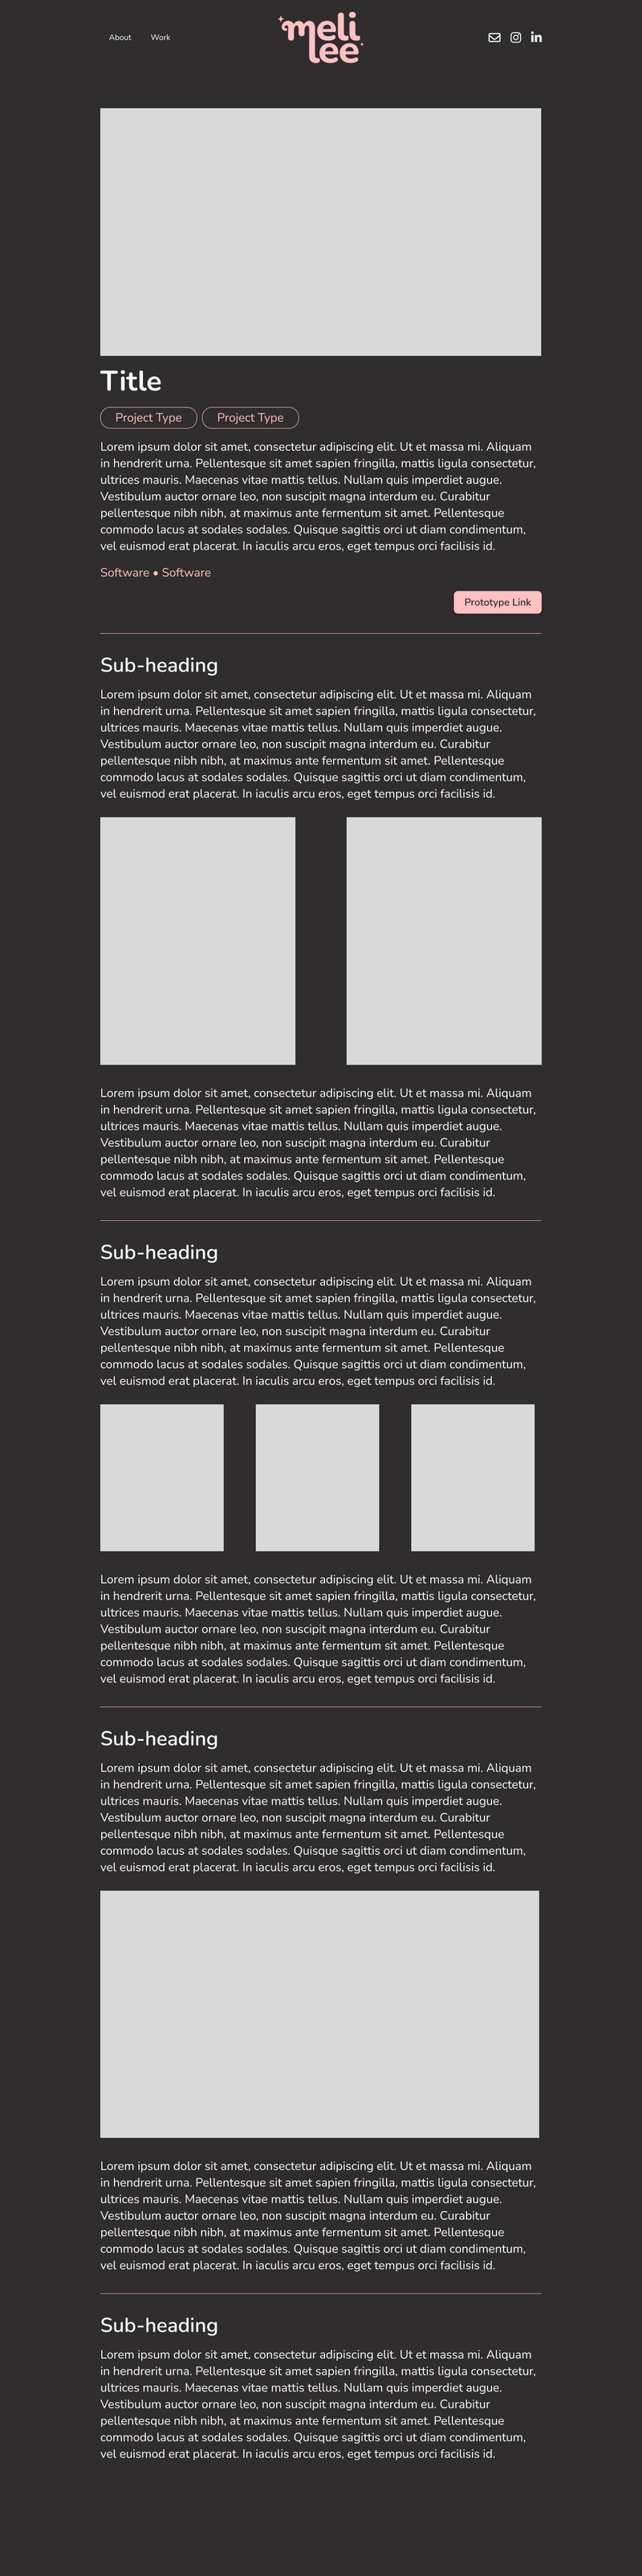 About
Work
meli
lee
Title
Project Type
Project Type
Lorem ipsum dolor sit amet, consectetur adipiscing elit. Ut et massa mi. Aliquam
in hendrerit urna. Pellentesque sit amet sapien fringilla, mattis ligula consectetur,
ultrices mauris. Maecenas vitae mattis tellus. Nullam quis imperdiet augue.
Vestibulum auctor ornare leo, non suscipit magna interdum eu. Curabitur
pellentesque nibh nibh, at maximus ante fermentum sit amet. Pellentesque
commodo lacus at sodales sodales. Quisque sagittis orci ut diam condimentum,
vel euismod erat placerat. In iaculis arcu eros, eget tempus orci facilisis id.
Software • Software
Prototype Link
Sub-heading
Lorem ipsum dolor sit amet, consectetur adipiscing elit. Ut et massa mi. Aliquam
in hendrerit urna. Pellentesque sit amet sapien fringilla, mattis ligula consectetur,
ultrices mauris. Maecenas vitae mattis tellus. Nullam quis imperdiet augue.
Vestibulum auctor ornare leo, non suscipit magna interdum eu. Curabitur
pellentesque nibh nibh, at maximus ante fermentum sit amet. Pellentesque
commodo lacus at sodales sodales. Quisque sagittis orci ut diam condimentum,
vel euismod erat placerat. In iaculis arcu eros, eget tempus orci facilisis id.
Lorem ipsum dolor sit amet, consectetur adipiscing elit. Ut et massa mi. Aliquam
in hendrerit urna. Pellentesque sit amet sapien fringilla, mattis ligula consectetur,
ultrices mauris. Maecenas vitae mattis tellus. Nullam quis imperdiet augue.
Vestibulum auctor ornare leo, non suscipit magna interdum eu. Curabitur
pellentesque nibh nibh, at maximus ante fermentum sit amet. Pellentesque
commodo lacus at sodales sodales. Quisque sagittis orci ut diam condimentum,
vel euismod erat placerat. In iaculis arcu eros, eget tempus orci facilisis id.
Sub-heading
Lorem ipsum dolor sit amet, consectetur adipiscing elit. Ut et massa mi. Aliquam
in hendrerit urna. Pellentesque sit amet sapien fringilla, mattis ligula consectetur,
ultrices mauris. Maecenas vitae mattis tellus. Nullam quis imperdiet augue.
Vestibulum auctor ornare leo, non suscipit magna interdum eu. Curabitur
pellentesque nibh nibh, at maximus ante fermentum sit amet. Pellentesque
commodo lacus at sodales sodales. Quisque sagittis orci ut diam condimentum,
vel euismod erat placerat. In iaculis arcu eros, eget tempus orci facilisis id.
Lorem ipsum dolor sit amet, consectetur adipiscing elit. Ut et massa mi. Aliquam
in hendrerit urna. Pellentesque sit amet sapien fringilla, mattis ligula consectetur,
ultrices mauris. Maecenas vitae mattis tellus. Nullam quis imperdiet augue.
Vestibulum auctor ornare leo, non suscipit magna interdum eu. Curabitur
pellentesque nibh nibh, at maximus ante fermentum sit amet. Pellentesque
commodo lacus at sodales sodales. Quisque sagittis orci ut diam condimentum,
vel euismod erat placerat. In iaculis arcu eros, eget tempus orci facilisis id.
Sub-heading
Lorem ipsum dolor sit amet, consectetur adipiscing elit. Ut et massa mi. Aliquam
in hendrerit urna. Pellentesque sit amet sapien fringilla, mattis ligula consectetur,
ultrices mauris. Maecenas vitae mattis tellus. Nullam quis imperdiet augue.
Vestibulum auctor ornare leo, non suscipit magna interdum eu. Curabitur
pellentesque nibh nibh, at maximus ante fermentum sit amet. Pellentesque
commodo lacus at sodales sodales. Quisque sagittis orci ut diam condimentum,
vel euismod erat placerat. In iaculis arcu eros, eget tempus orci facilisis id.
Lorem ipsum dolor sit amet, consectetur adipiscing elit. Ut et massa mi. Aliquam
in hendrerit urna. Pellentesque sit amet sapien fringilla, mattis ligula consectetur,
ultrices mauris. Maecenas vitae mattis tellus. Nullam quis imperdiet augue.
Vestibulum auctor ornare leo, non suscipit magna interdum eu. Curabitur
pellentesque nibh nibh, at maximus ante fermentum sit amet. Pellentesque
commodo lacus at sodales sodales. Quisque sagittis orci ut diam condimentum,
vel euismod erat placerat. In iaculis arcu eros, eget tempus orci facilisis id.
Sub-heading
Lorem ipsum dolor sit amet, consectetur adipiscing elit. Ut et massa mi. Aliquam
in hendrerit urna. Pellentesque sit amet sapien fringilla, mattis ligula consectetur,
ultrices mauris. Maecenas vitae mattis tellus. Nullam quis imperdiet augue.
Vestibulum auctor ornare leo, non suscipit magna interdum eu. Curabitur
pellentesque nibh nibh, at maximus ante fermentum sit amet. Pellentesque
commodo lacus at sodales sodales. Quisque sagittis orci ut diam condimentum,
vel euismod erat placerat. In iaculis arcu eros, eget tempus orci facilisis id.